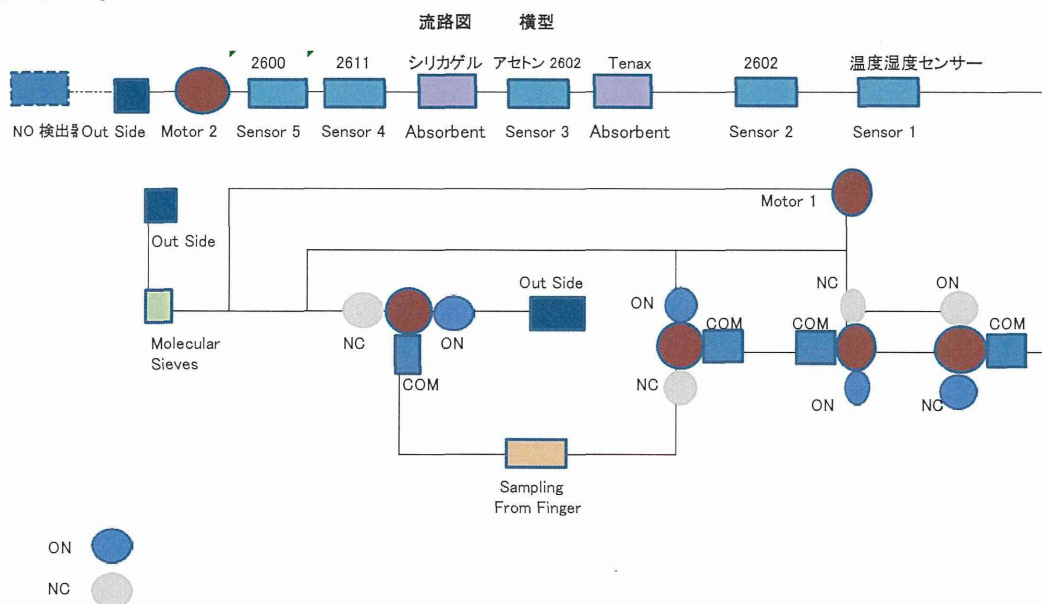 流路図 横型
2600 2611 シリカゲル アセトン 2602 Tenax 2602 温度湿度センサー
NO 検出器 Out Side Motor 2 Sensor 5 Sensor 4 Absorbent Sensor 3 Absorbent Sensor 2 Sensor 1
Motor 1
Out Side
Out Side
NC ON
ON
COM COM COM
Molecular
Sieves
NC ON
COM
NC
ON
NC
Sampling
From Finger
ON
NC